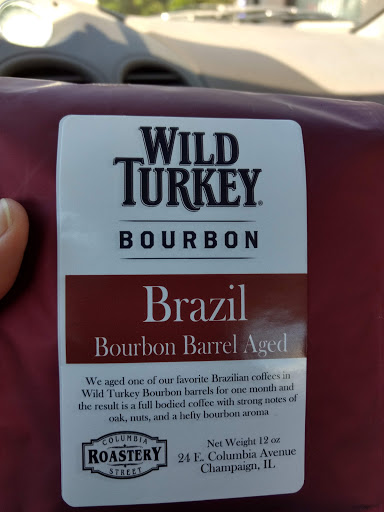 WILD
TURKEY®
BOURBON
Brazil
Bourbon Barrel Aged
We aged one of our favorite Brazilian coffees in
Wild Turkey Bourbon barrels for one month and
the result is a full bodied coffee with strong notes of
oak, nuts, and a hefty bourbon aroma
COLUMBIA
ROASTERY
STREET
Net Weight 12 oz
24 E. Columbia Avenue
Champaign, IL